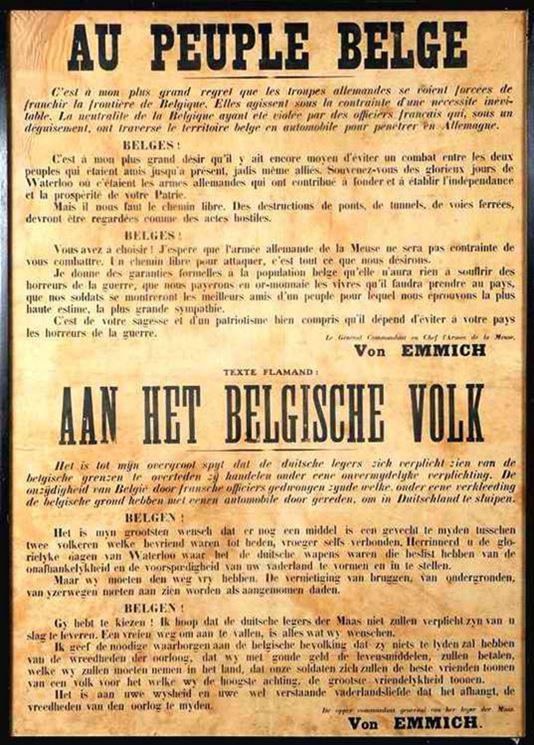 AU PEUPLE BELGE
C'est à mon plus grand regret que les troupes allemandes se voient forcées de
franchir la frontière de Belgique. Elles agissent sous la contrainte d'une nécessité inévi-
table. La neutralité de la Belgique ayant été violée par des officiers français qui, sous un
déguisement, ont traversé le territoire belge en automobile pour pénétrer en Allemagne.
BELGES !
C'est à mon plus grand désir qu'il y ait encore moyen d'éviter un combat entre les deux
peuples qui étaient amis jusqu'à présent, jadis même alliés. Souvenez-vous des glorieux jours de
Waterloo où c'étaient les armes allemandes qui ont contribué à fonder et à établir l'indépendance
et la prospérité de votre Patrie.
Mais il nous faut le chemin libre. Des destructions de ponts, de tunnels, de voies ferrées,
devront être regardées comme des actes hostiles.
BELGES !
Vous avez à choisir ! J'espère que l'armée allemande de la Meuse ne sera pas contrainte de
vous combattre. Un chemin libre pour attaquer, c'est tout ce que nous désirons.
Je donne des garanties formelles à la population belge qu'elle n'aura rien à souffrir des
horreurs de la guerre, que nous payerons en or-monnaie les vivres qu'il faudra prendre au pays,
que nos soldats se montreront les meilleurs amis d'un peuple pour lequel nous éprouvons la plus
haute estime, la plus grande sympathie.
C'est de votre sagesse et d'un patriotisme bien compris qu'il dépend d'éviter à votre pays
les horreurs de la guerre.
Le Général Commandant en Chef l'Armée de la Meuse,
Von EMMICH
TEXTE FLAMAND :
AAN HET BELGISCHE VOLK
Het is tot mijn overgroot spyt dat de duitsche legers zich verplicht zien van de
belgische grenzen te overteden zij handelen onder eene onvermydelyke verplichting. De
onzijdigheid van België door fransche officiers gedwongen zynde welke, onder eene verkleeding
de belgische grond hebben met eenen automobile door gereden, om in Duitschland te sluipen.
BELGEN !
Het is myn grootsten wensch dat er nog een middel is een gevecht te myden tusschen
twee volkeren welke bevriend waren tot heden, vroeger zelfs verbonden. Herrinnerd u de glo-
rielyke dagen van Waterloo waar het de duitsche wapens waren die beslist hebben van de
onafhankelykheid en de voorspodigheid van uw vaderland te vormen en in te stellen.
Maar wy moeten den weg vry hebben. De vernietiging van bruggen, van ondergronden,
van yzerwegen moeten aan zien worden als aangenomen daden.
BELGEN !
Gy hebt te kiezen ! Ik hoop dat de duitsche legers der Maas niet zullen verplicht zyn van u
slag te leveren. Een vreien weg om aan te vallen, is alles wat wy wenschen.
Ik geef de noodige waarborgen aan de belgische bevolking dat zy niets te lyden zal hebben
van de wreedheden der oorloog, dat wy met goude geld de levensmiddelen, zullen betalen,
welke wy zullen moeten nemen in het land, dat onze soldaten zich zullen de beste vrienden toonen
van een volk voor het welke wy de hoogste achting, de grootste vriendelykheid toonen.
Het is aan uwe wysheid en uwe wel verstaande vaderlandsliefde dat het afhangt, de
vreedheden van den oorlog te myden.
De opper commandant general van het leger der Maas.
Von EMMICH.